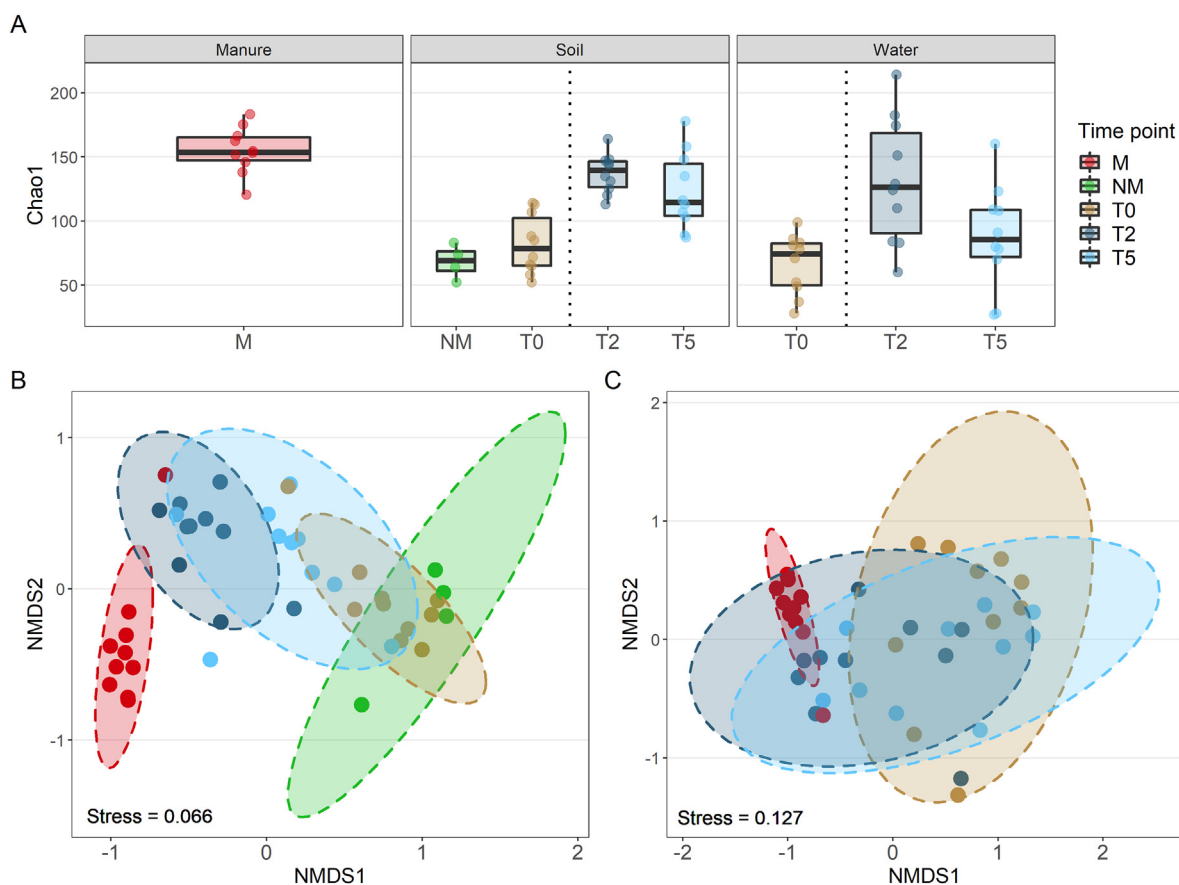 A
Manure Soil Water
Chao1
200
150
100
50
M NM T0 T2 T5 T0 T2 T5
Time point
M
NM
T0
T2
T5
B
NMDS2
1
0
-1
Stress = 0.066
-1 0 1 2
NMDS1
C
NMDS2
2
1
0
-1
Stress = 0.127
-2 -1 0 1 2
NMDS1